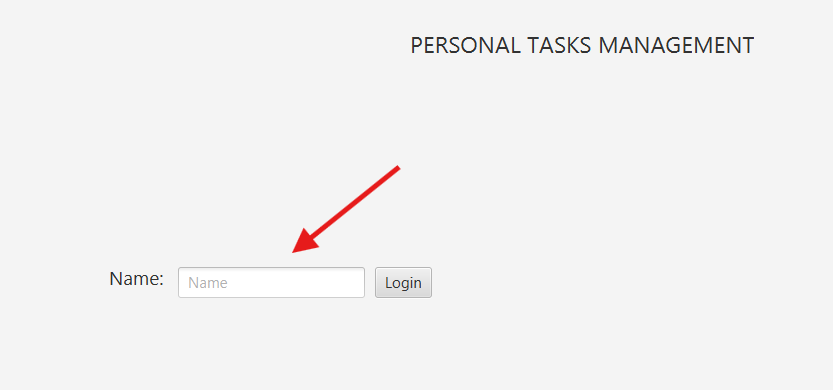 PERSONAL TASKS MANAGEMENT
Name: Name Login